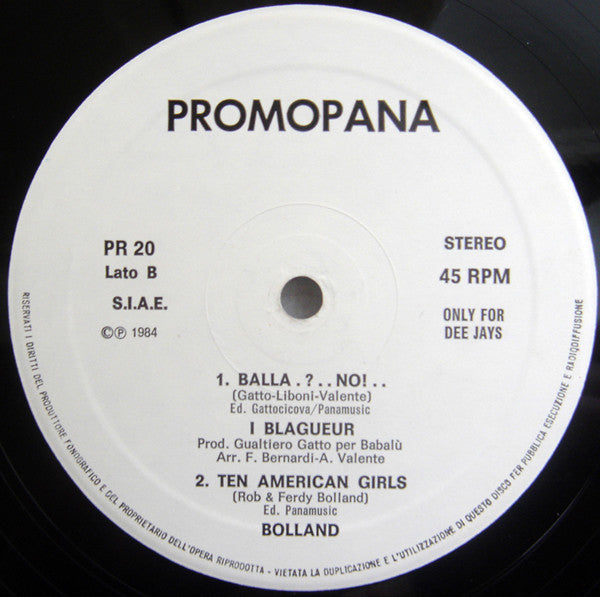 PROMOPANA
PR 20
Lato B
S.I.A.E.
©℗ 1984
STEREO
45 RPM
ONLY FOR
DEE JAYS
1. BALLA . ? . . NO! . .
(Gatto-Liboni-Valente)
Ed. Gattocicova/Panamusic
I BLAGUEUR
Prod. Gualtiero Gatto per Babalù
Arr. F. Bernardi-A. Valente
2. TEN AMERICAN GIRLS
(Rob & Ferdy Bolland)
Ed. Panamusic
BOLLAND
RISERVATI I DIRITTI DEL PRODUTTORE FONOGRAFICO E DEL PROPRIETARIO DELL'OPERA RIPRODOTTA - VIETATA LA DUPLICAZIONE E L'UTILIZZAZIONE DI QUESTO DISCO PER PUBBLICA ESECUZIONE E RADIODIFFUSIONE